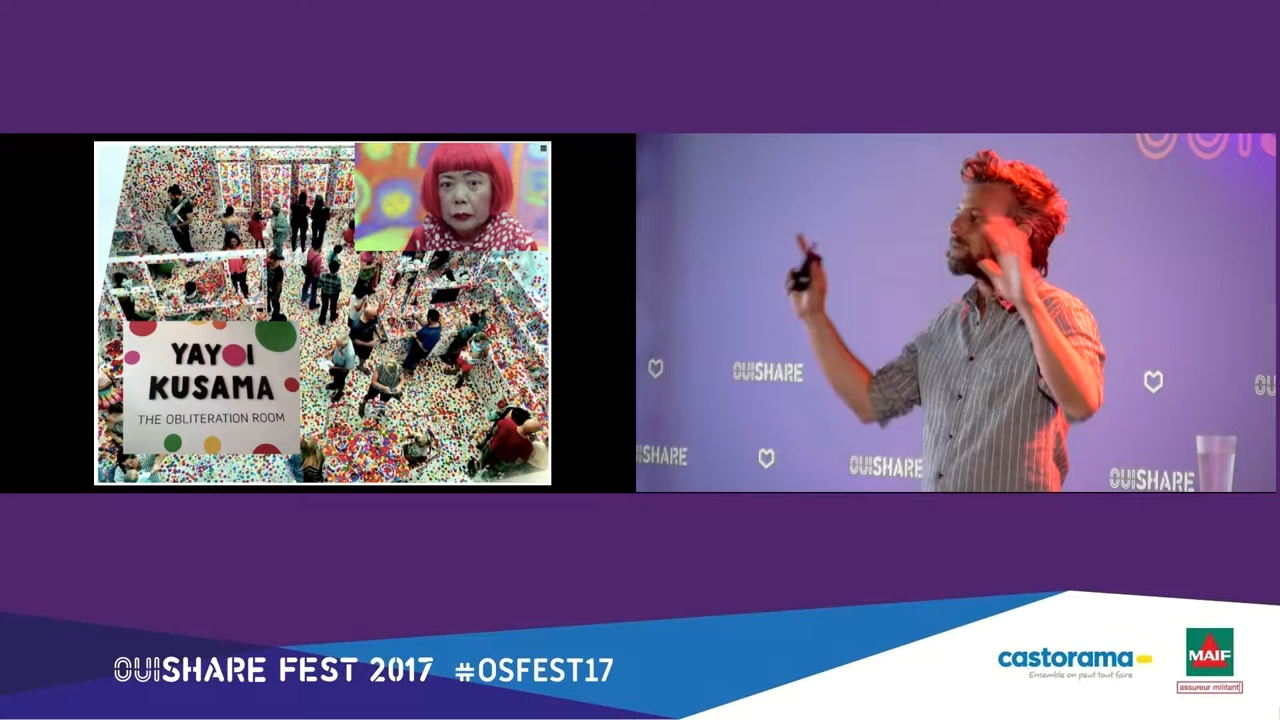 YAYOI
KUSAMA
THE OBLITERATION ROOM
OUISHARE
OUISHARE
OUISHARE
OUISHARE
OUISHARE FEST 2017 #OSFEST17
castorama
Ensemble on peut tout faire
MAIF
assureur militant